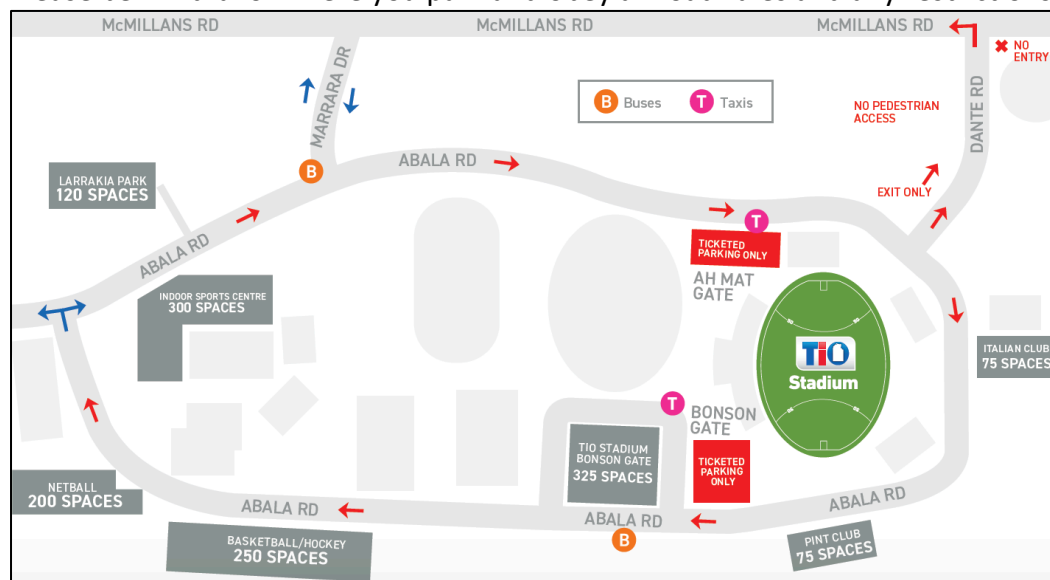 McMILLANS RD
McMILLANS RD
McMILLANS RD
NO
ENTRY
MARRARA DR
B Buses
T Taxis
NO PEDESTRIAN
ACCESS
DANTE RD
B
ABALA RD
LARRAKIA PARK
120 SPACES
EXIT ONLY
T
ABALA RD
TICKETED
PARKING ONLY
AH MAT
GATE
INDOOR SPORTS CENTRE
300 SPACES
TIO
Stadium
ITALIAN CLUB
75 SPACES
T
BONSON
GATE
TIO STADIUM
BONSON GATE
325 SPACES
TICKETED
PARKING
ONLY
NETBALL
200 SPACES
ABALA RD
ABALA RD
ABALA RD
B
PINT CLUB
75 SPACES
BASKETBALL/HOCKEY
250 SPACES